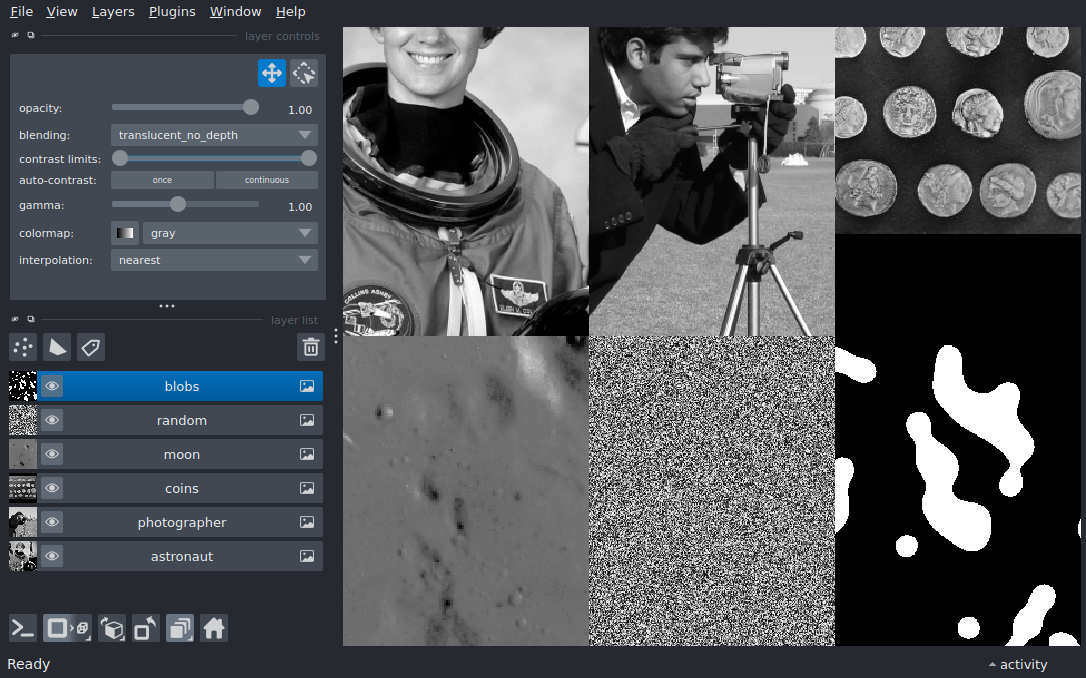 File View Layers Plugins Window Help
layer controls
opacity: 1.00
blending: translucent_no_depth
contrast limits:
auto-contrast: once continuous
gamma: 1.00
colormap: gray
interpolation: nearest
layer list
blobs
random
moon
coins
photographer
astronaut
Ready
activity